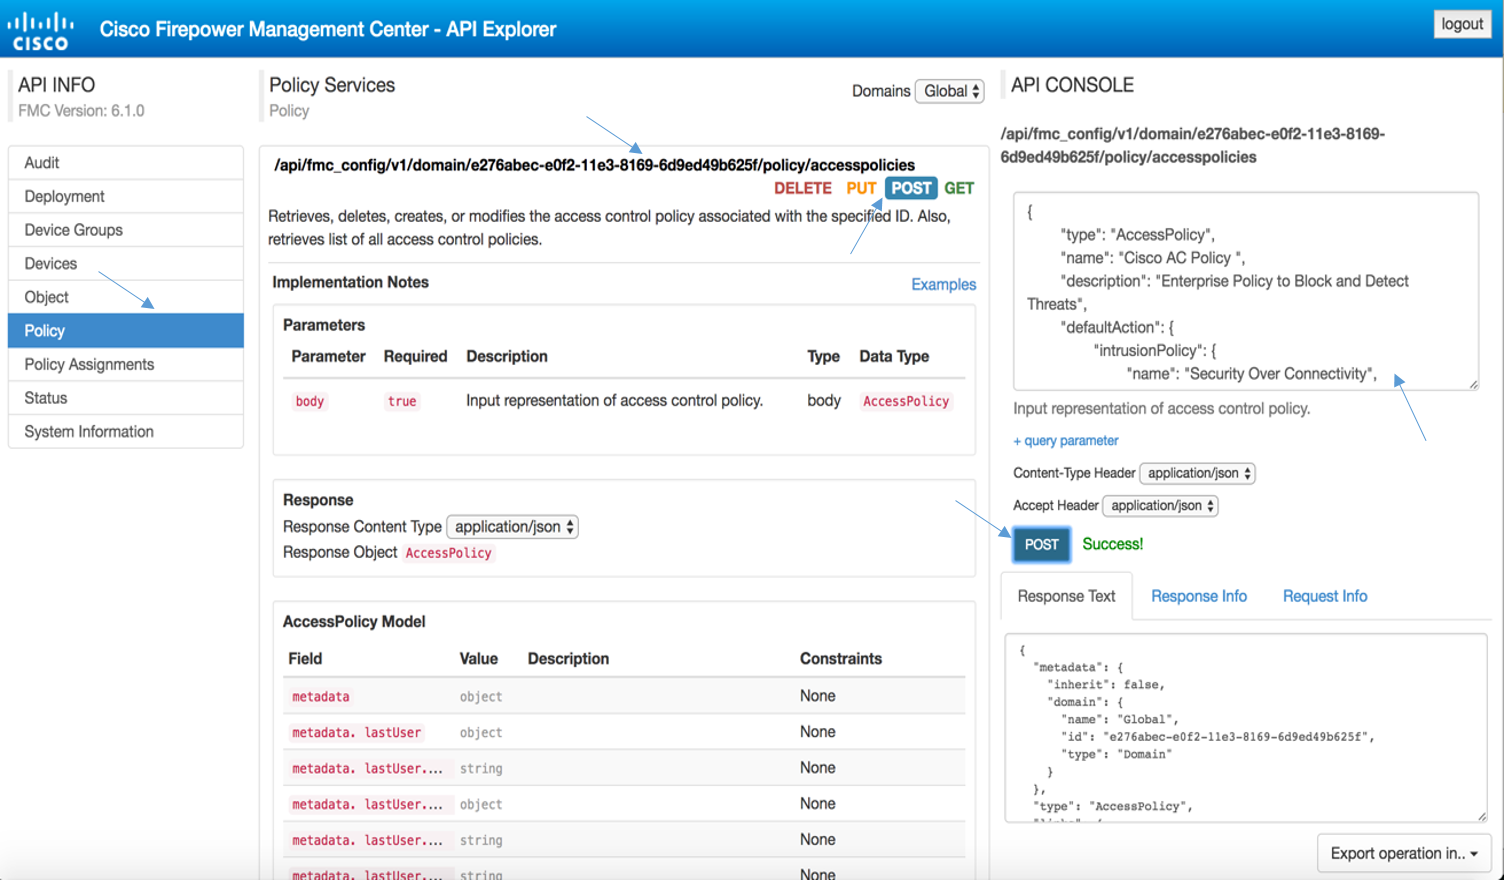 CISCO
Cisco Firepower Management Center - API Explorer
logout
API INFO
FMC Version: 6.1.0
Audit
Deployment
Device Groups
Devices
Object
Policy
Policy Assignments
Status
System Information
Policy Services
Policy
Domains Global
/api/fmc_config/v1/domain/e276abec-e0f2-11e3-8169-6d9ed49b625f/policy/accesspolicies
DELETE PUT POST GET
Retrieves, deletes, creates, or modifies the access control policy associated with the specified ID. Also,
retrieves list of all access control policies.
Implementation Notes
Examples
Parameters
Parameter Required Description Type Data Type
body true Input representation of access control policy. body AccessPolicy
Response
Response Content Type application/json
Response Object AccessPolicy
AccessPolicy Model
Field Value Description Constraints
metadata object None
metadata. lastUser object None
metadata. lastUser.... string None
metadata. lastUser.... object None
metadata. lastUser.... string None
metadata. lastUser.... string None
API CONSOLE
/api/fmc_config/v1/domain/e276abec-e0f2-11e3-8169-
6d9ed49b625f/policy/accesspolicies
{
"type": "AccessPolicy",
"name": "Cisco AC Policy ",
"description": "Enterprise Policy to Block and Detect
Threats",
"defaultAction": {
"intrusionPolicy": {
"name": "Security Over Connectivity",
Input representation of access control policy.
+ query parameter
Content-Type Header application/json
Accept Header application/json
POST Success!
Response Text Response Info Request Info
{
"metadata": {
"inherit": false,
"domain": {
"name": "Global",
"id": "e276abec-e0f2-11e3-8169-6d9ed49b625f",
"type": "Domain"
}
},
"type": "AccessPolicy",
Export operation in..